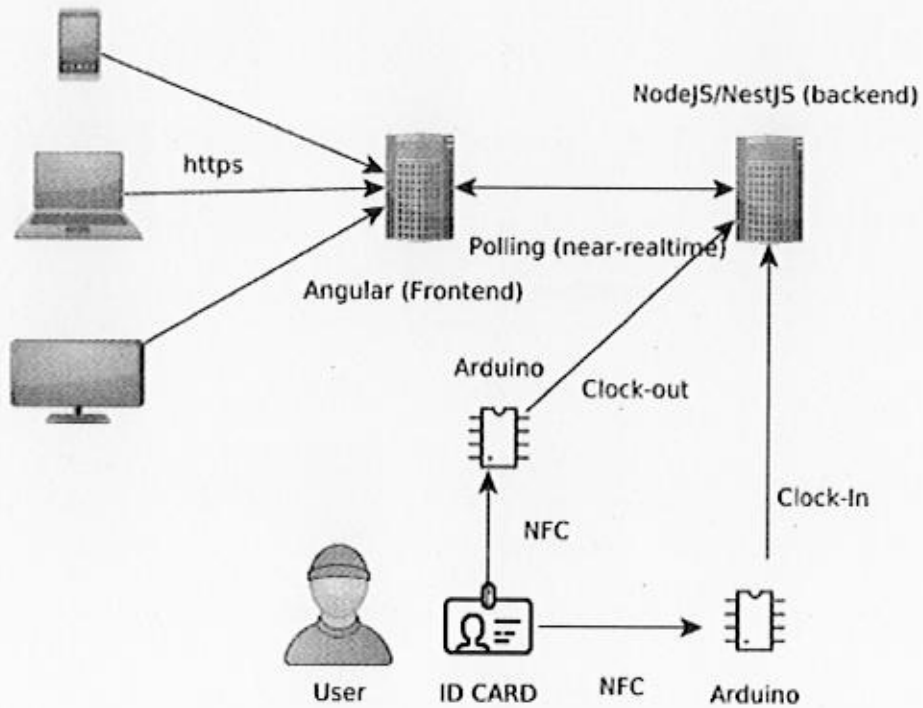 NodeJS/NestJS (backend)
https
Polling (near-realtime)
Angular (Frontend)
Arduino
Clock-out
Clock-In
NFC
User
ID CARD
NFC
Arduino